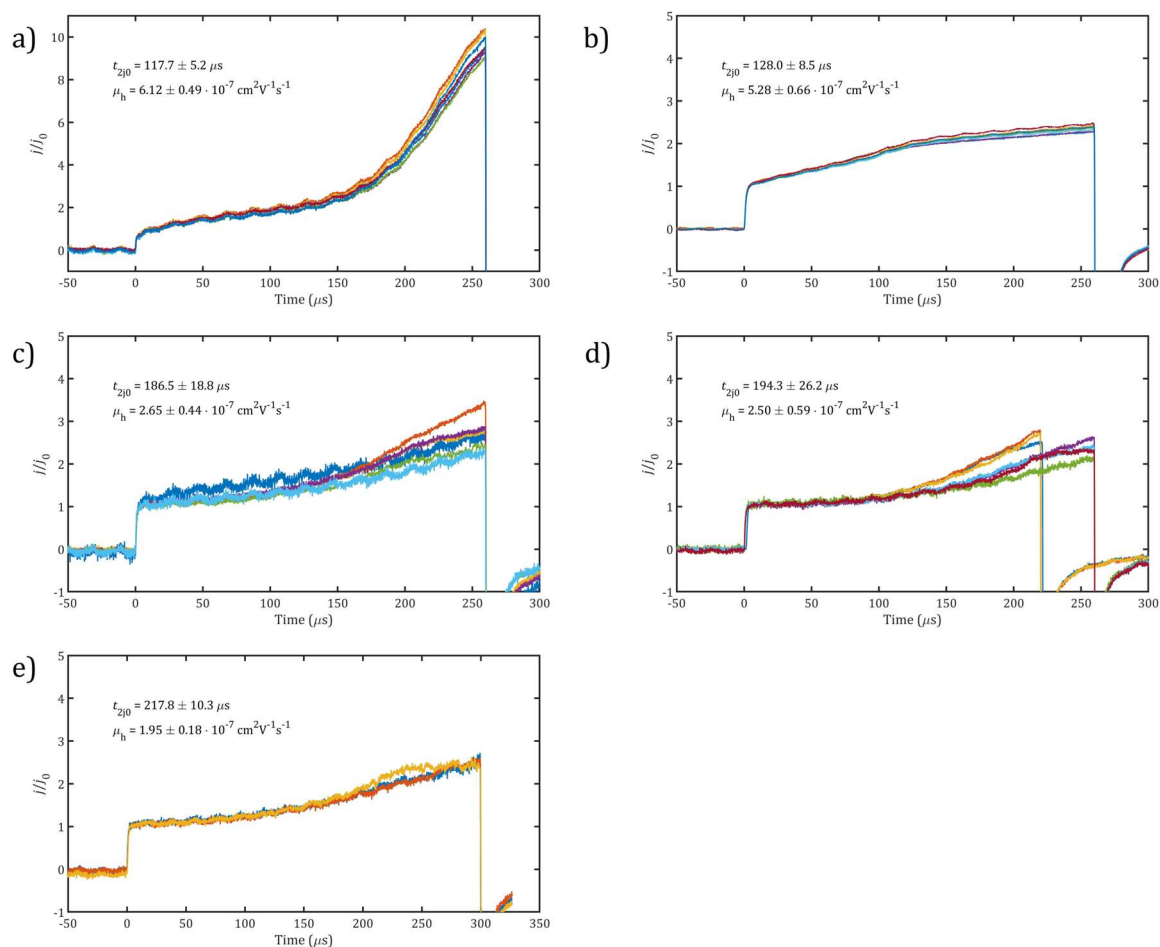 a)
10
8
6
4
2
0
j/j0
t2j0 = 117.7 ± 5.2 μs
μh = 6.12 ± 0.49 · 10-7 cm2V-1s-1
-50 0 50 100 150 200 250 300
Time (μs)
b)
5
4
3
2
1
0
-1
j/j0
t2j0 = 128.0 ± 8.5 μs
μh = 5.28 ± 0.66 · 10-7 cm2V-1s-1
-50 0 50 100 150 200 250 300
Time (μs)
c)
5
4
3
2
1
0
-1
j/j0
t2j0 = 186.5 ± 18.8 μs
μh = 2.65 ± 0.44 · 10-7 cm2V-1s-1
-50 0 50 100 150 200 250 300
Time (μs)
d)
5
4
3
2
1
0
-1
j/j0
t2j0 = 194.3 ± 26.2 μs
μh = 2.50 ± 0.59 · 10-7 cm2V-1s-1
-50 0 50 100 150 200 250 300
Time (μs)
e)
5
4
3
2
1
0
-1
j/j0
t2j0 = 217.8 ± 10.3 μs
μh = 1.95 ± 0.18 · 10-7 cm2V-1s-1
-50 0 50 100 150 200 250 300 350
Time (μs)